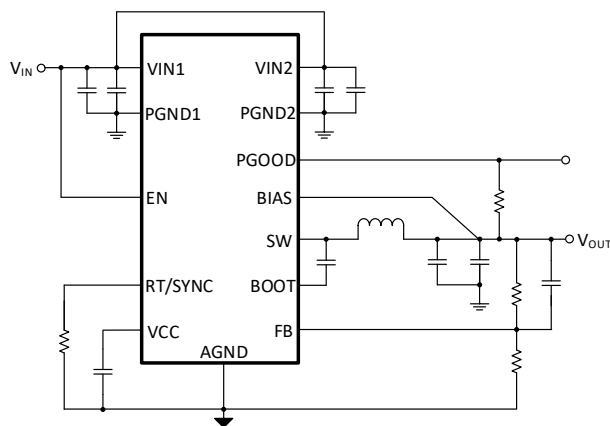 VIN VIN1 VIN2
PGND1 PGND2
PGOOD
EN BIAS
SW VOUT
RT/SYNC BOOT
VCC FB
AGND